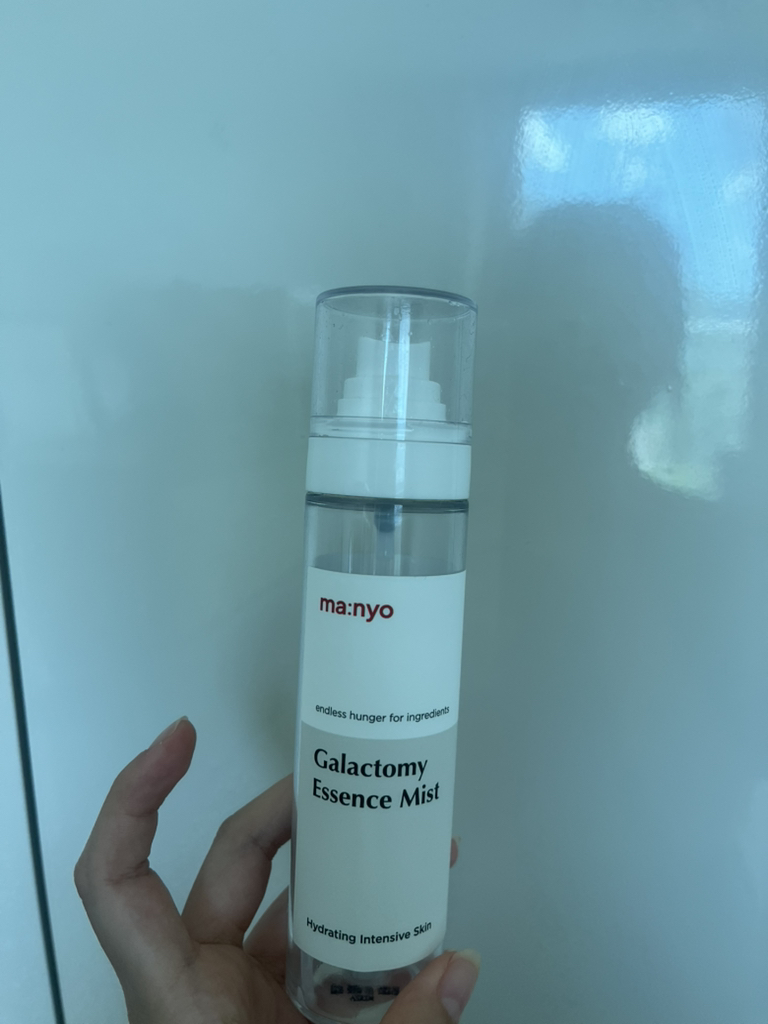 ma:nyo
endless hunger for ingredients
Galactomy
Essence Mist
Hydrating Intensive Skin